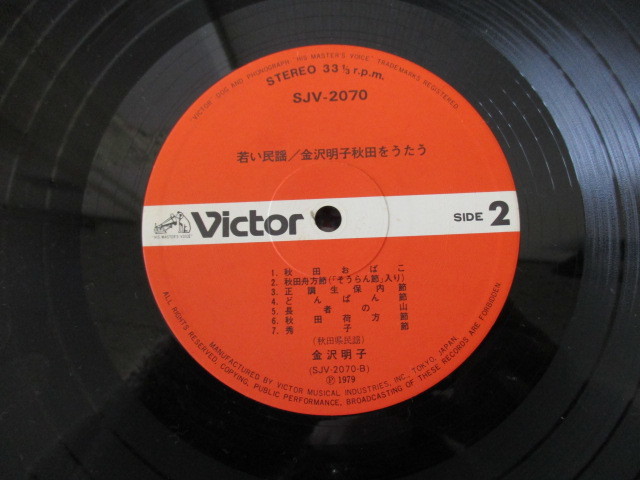 "VICTOR" DOG AND PHONOGRAPH "HIS MASTER'S VOICE" TRADEMARKS REGISTERED.
STEREO 33⅓ r.p.m.
SJV-2070
若い民謡／金沢明子秋田をうたう
"HIS MASTER'S VOICE"
Victor
SIDE 2
1. 秋田おばこ
2. 秋田舟方節(「そうらん節」入り)
3. 正調生保内節
4. どんぱん節
5. 長者の山
6. 秋田荷方節
7. 秀子節
(秋田県民謡)
金沢明子
(SJV-2070-B)
Ⓟ 1979
MANUFACTURED BY VICTOR MUSICAL INDUSTRIES, INC., TOKYO, JAPAN
ALL RIGHTS RESERVED, COPYING, PUBLIC PERFORMANCE, BROADCASTING OF THESE RECORDS ARE FORBIDDEN